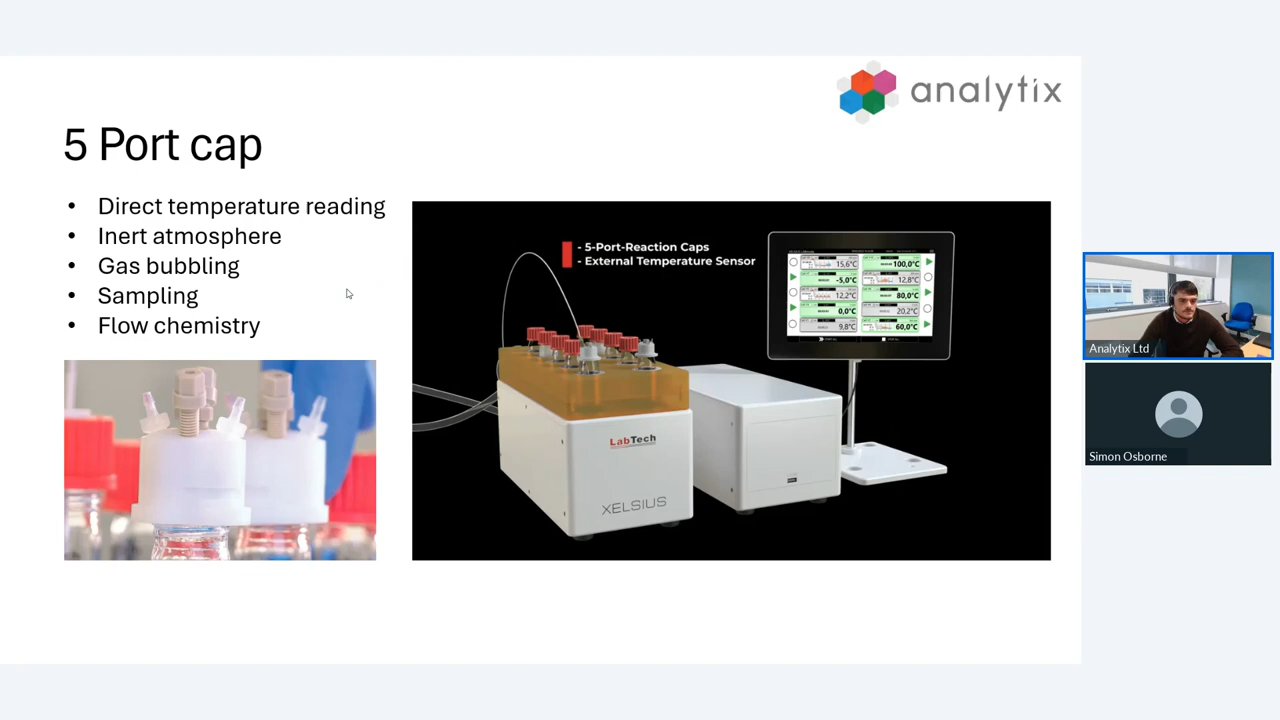 analytix
5 Port cap
• Direct temperature reading
• Inert atmosphere
• Gas bubbling
• Sampling
• Flow chemistry
- 5-Port-Reaction Caps
- External Temperature Sensor
15,6°C
100,0°C
-5,0°C
12,8°C
12,2°C
80,0°C
0,0°C
20,2°C
9,8°C
60,0°C
LabTech
XELSIUS
Analytix Ltd
Simon Osborne